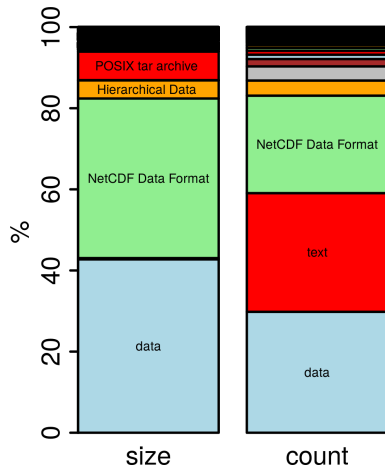 %
0
20
40
60
80
100
POSIX tar archive
Hierarchical Data
NetCDF Data Format
data
NetCDF Data Format
text
data
size
count